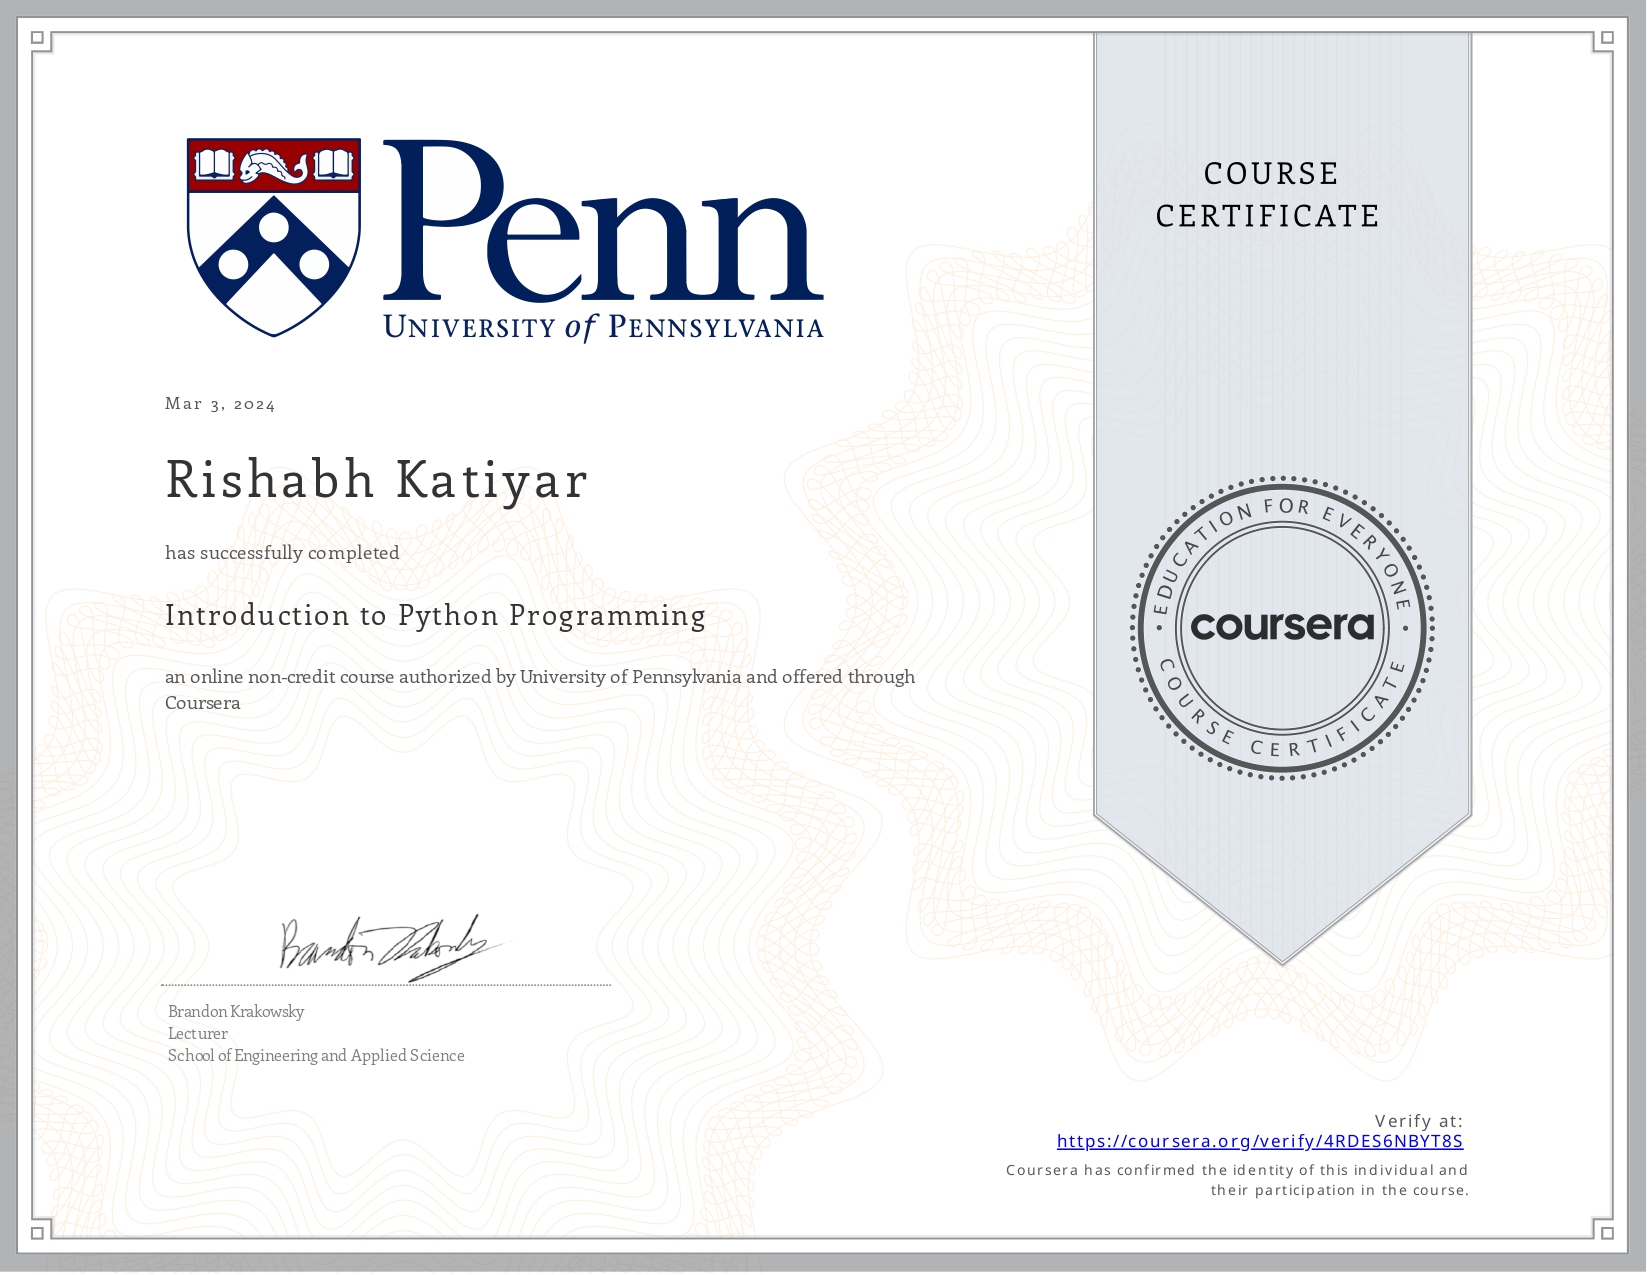 Penn
UNIVERSITY of PENNSYLVANIA
Mar 3, 2024
Rishabh Katiyar
has successfully completed
Introduction to Python Programming
an online non-credit course authorized by University of Pennsylvania and offered through
Coursera
Brandon Krakowsky
Brandon Krakowsky
Lecturer
School of Engineering and Applied Science
COURSE
CERTIFICATE
EDUCATION FOR EVERYONE
coursera
COURSE CERTIFICATE
Verify at:
https://coursera.org/verify/4RDES6NBYT8S
Coursera has confirmed the identity of this individual and
their participation in the course.